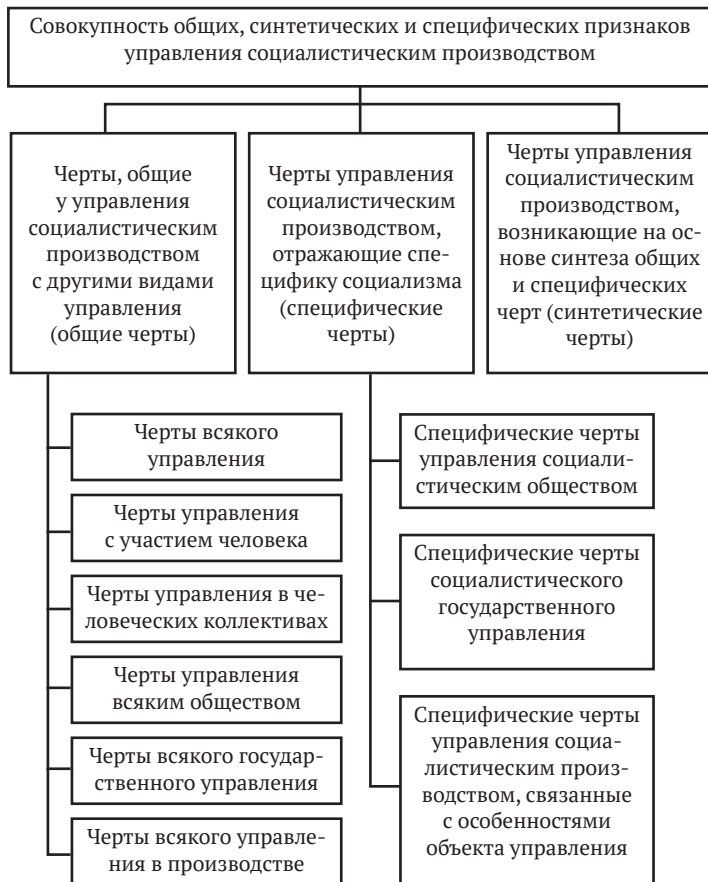 Совокупность общих, синтетических и специфических признаков
управления социалистическим производством
Черты, общие
у управления
социалистическим
производством
с другими видами
управления
(общие черты)
Черты управления
социалистическим
производством,
отражающие спе-
цифику социализма
(специфические
черты)
Черты управления
социалистическим
производством,
возникающие на ос-
нове синтеза общих
и специфических
черт (синтетические
черты)
Черты всякого
управления
Черты управления
с участием человека
Черты управления в че-
ловеческих коллективах
Черты управления
всяким обществом
Черты всякого государ-
ственного управления
Черты всякого управле-
ния в производстве
Специфические черты
управления социали-
стическим обществом
Специфические черты
социалистического
государственного
управления
Специфические черты
управления социа-
листическим произ-
водством, связанные
с особенностями
объекта управления